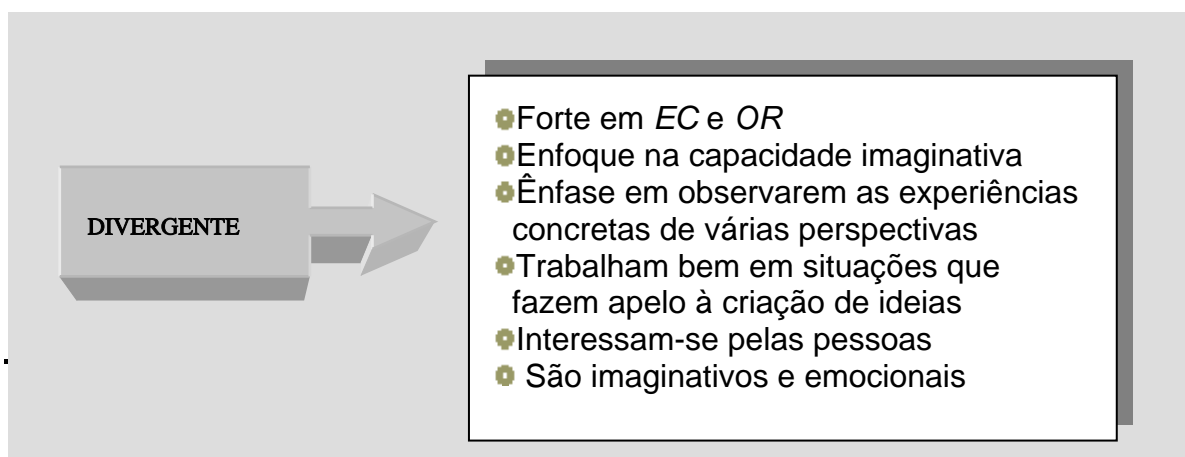 DIVERGENTE
Forte em EC e OR
Enfoque na capacidade imaginativa
Ênfase em observarem as experiências
concretas de várias perspectivas
Trabalham bem em situações que
fazem apelo à criação de ideias
Interessam-se pelas pessoas
São imaginativos e emocionais